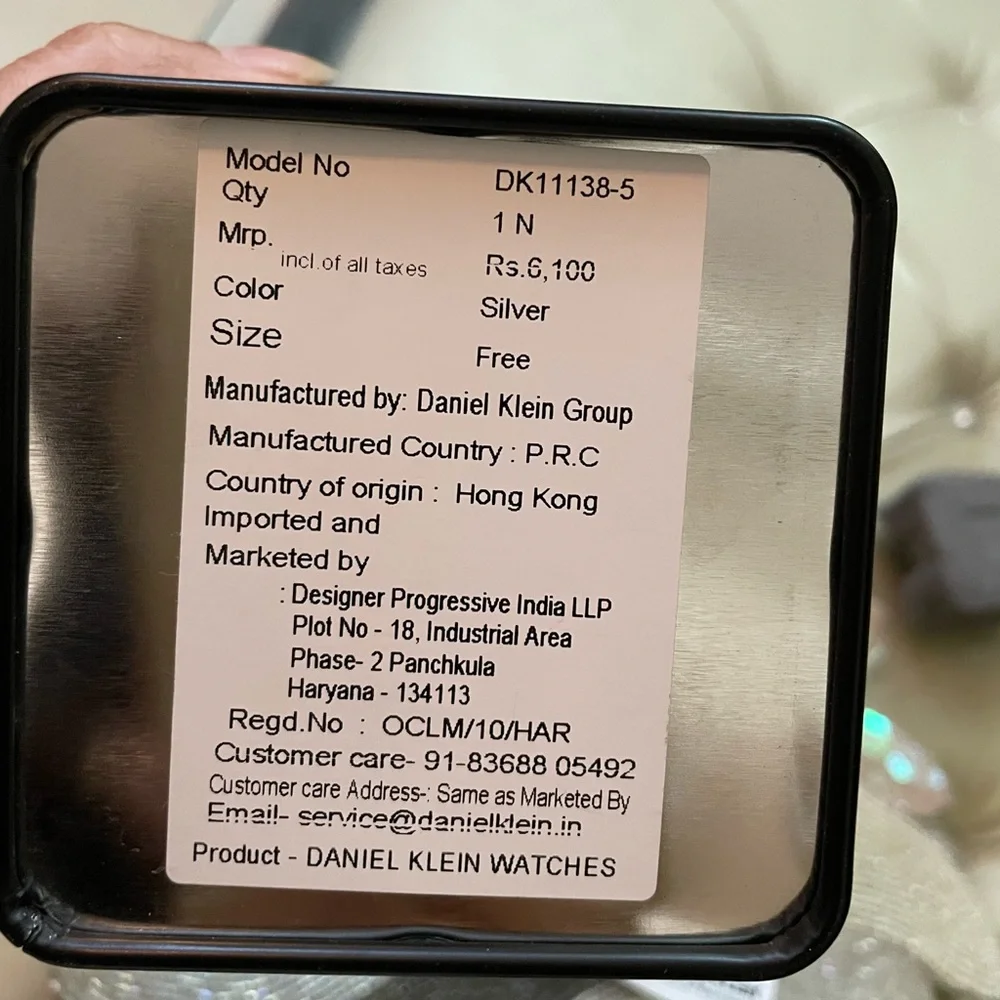 Model No DK11138-5
Qty 1 N
Mrp. incl.of all taxes Rs.6,100
Color Silver
Size Free
Manufactured by: Daniel Klein Group
Manufactured Country : P.R.C
Country of origin : Hong Kong
Imported and
Marketed by
: Designer Progressive India LLP
Plot No - 18, Industrial Area
Phase- 2 Panchkula
Haryana - 134113
Regd.No : OCLM/10/HAR
Customer care- 91-83688 05492
Customer care Address-: Same as Marketed By
Email- service@danielklein.in
Product - DANIEL KLEIN WATCHES